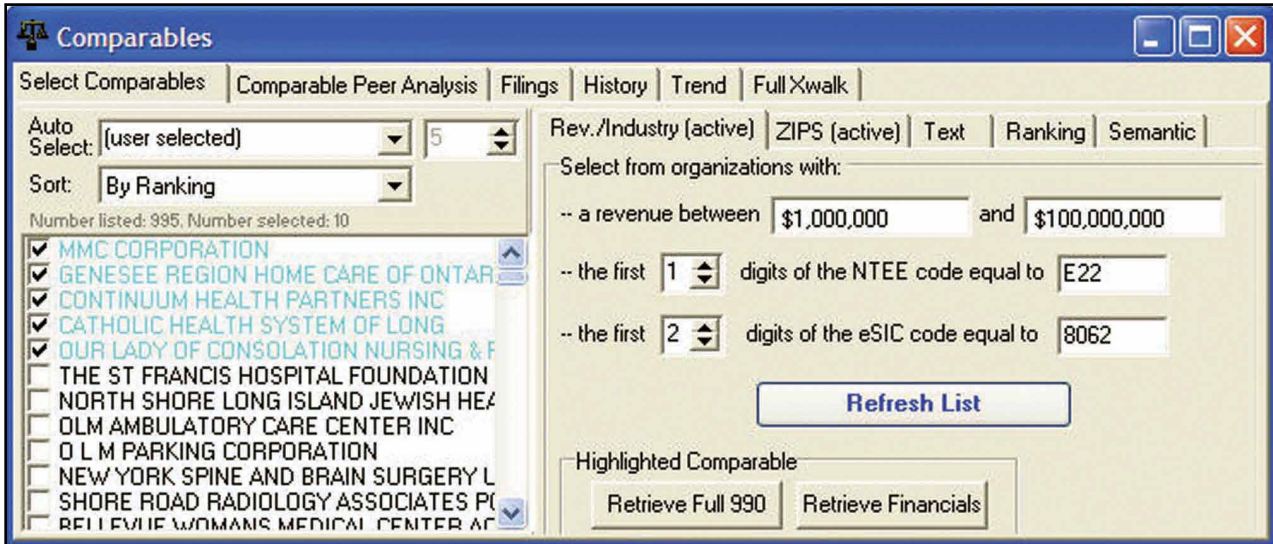 Comparables
Select Comparables Comparable Peer Analysis Filings History Trend Full Xwalk
Auto Select: (user selected) 5
Sort: By Ranking
Number listed: 995, Number selected: 10
MMC CORPORATION
GENESEE REGION HOME CARE OF ONTAR
CONTINUUM HEALTH PARTNERS INC
CATHOLIC HEALTH SYSTEM OF LONG
OUR LADY OF CONSOLATION NURSING &
THE ST FRANCIS HOSPITAL FOUNDATION
NORTH SHORE LONG ISLAND JEWISH HEA
OLM AMBULATORY CARE CENTER INC
O L M PARKING CORPORATION
NEW YORK SPINE AND BRAIN SURGERY
SHORE ROAD RADIOLOGY ASSOCIATES
BELLEVUE WOMANS MEDICAL CENTER
Rev./Industry (active) ZIPS (active) Text Ranking Semantic
Select from organizations with:
-- a revenue between $1,000,000 and $100,000,000
-- the first 1 digits of the NTEE code equal to E22
-- the first 2 digits of the eSIC code equal to 8062
Refresh List
Highlighted Comparable
Retrieve Full 990 Retrieve Financials